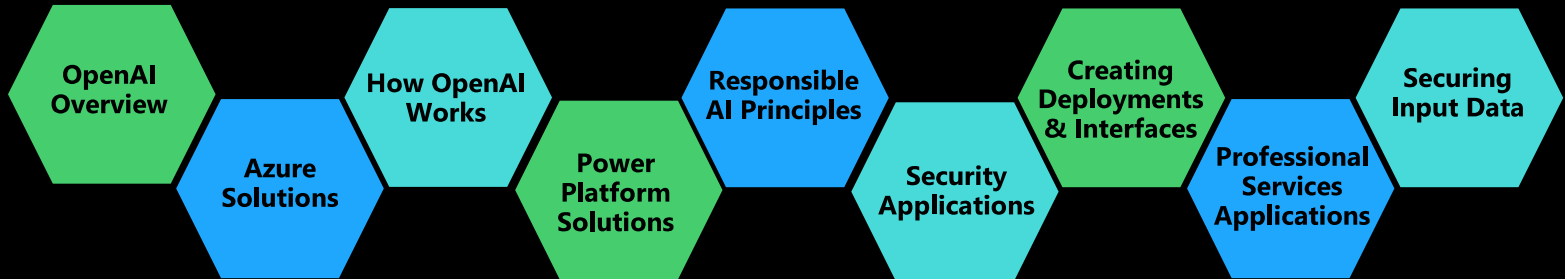 OpenAI
Overview
Azure
Solutions
How OpenAI
Works
Power
Platform
Solutions
Responsible
AI Principles
Security
Applications
Creating
Deployments
& Interfaces
Professional
Services
Applications
Securing
Input Data